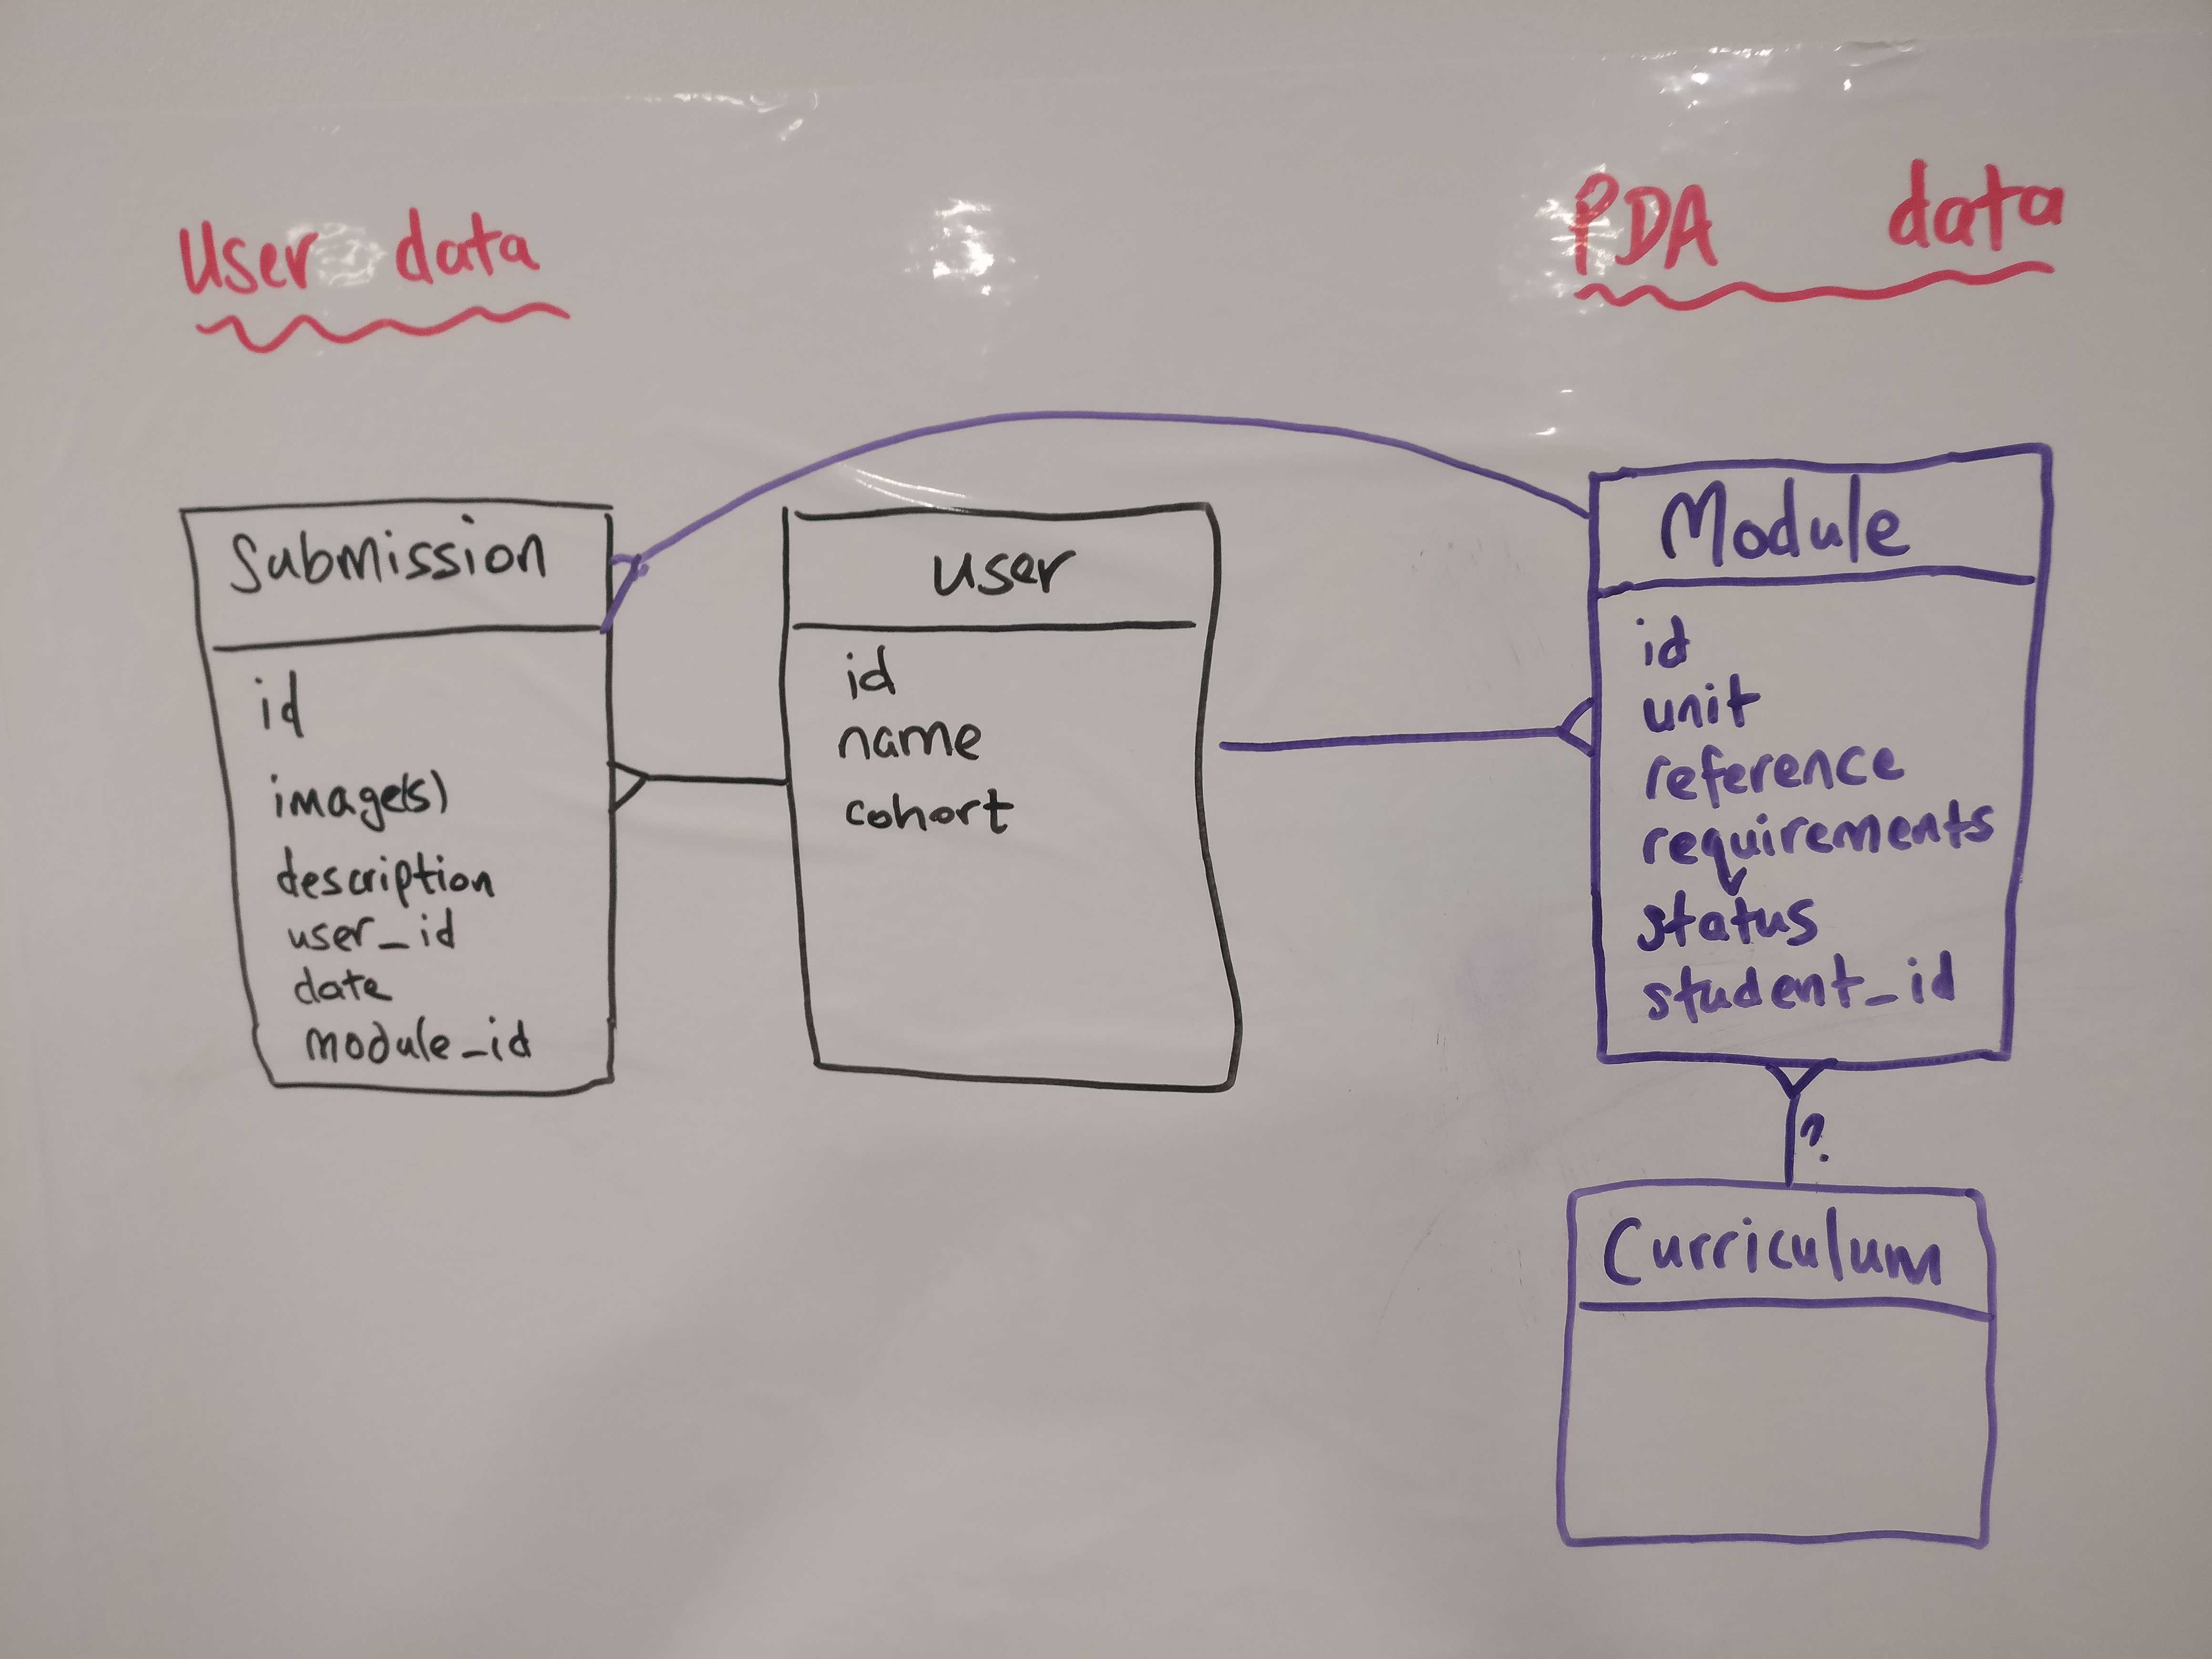 User data
PDA data
Submission
id
image(s)
description
user_id
date
module_id
user
id
name
cohort
Module
id
unit
reference
requirements
status
student_id
?
Curriculum